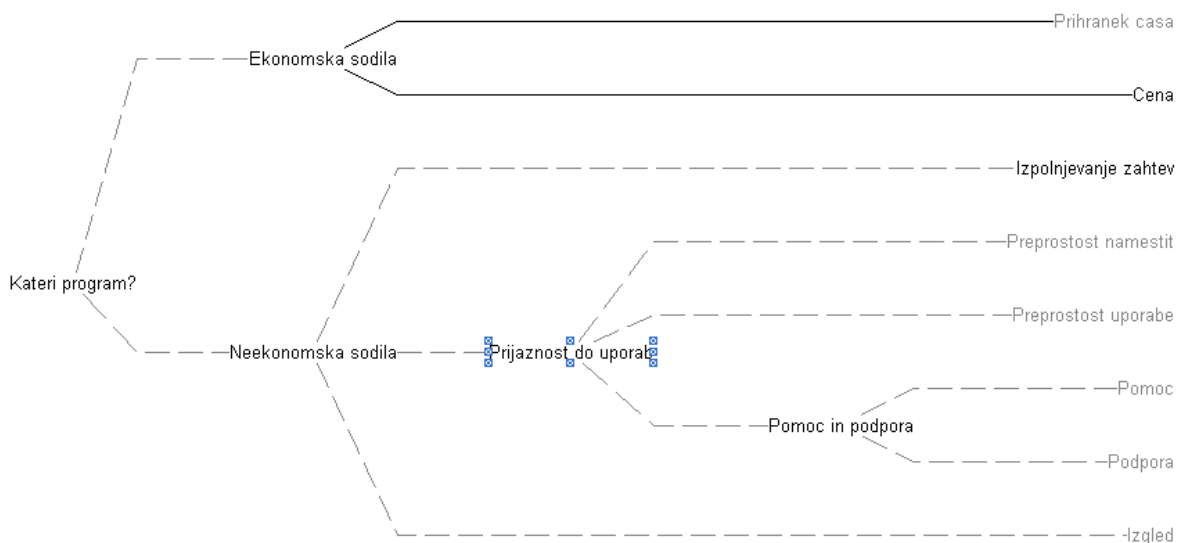 Prihranek casa
Ekonomska sodila
Cena
Izpolnjevanje zahtev
Preprostost namestit
Kateri program?
Preprostost uporabe
Neekonomska sodila
Prijaznost do uporab
Pomoc
Pomoc in podpora
Podpora
Izgled